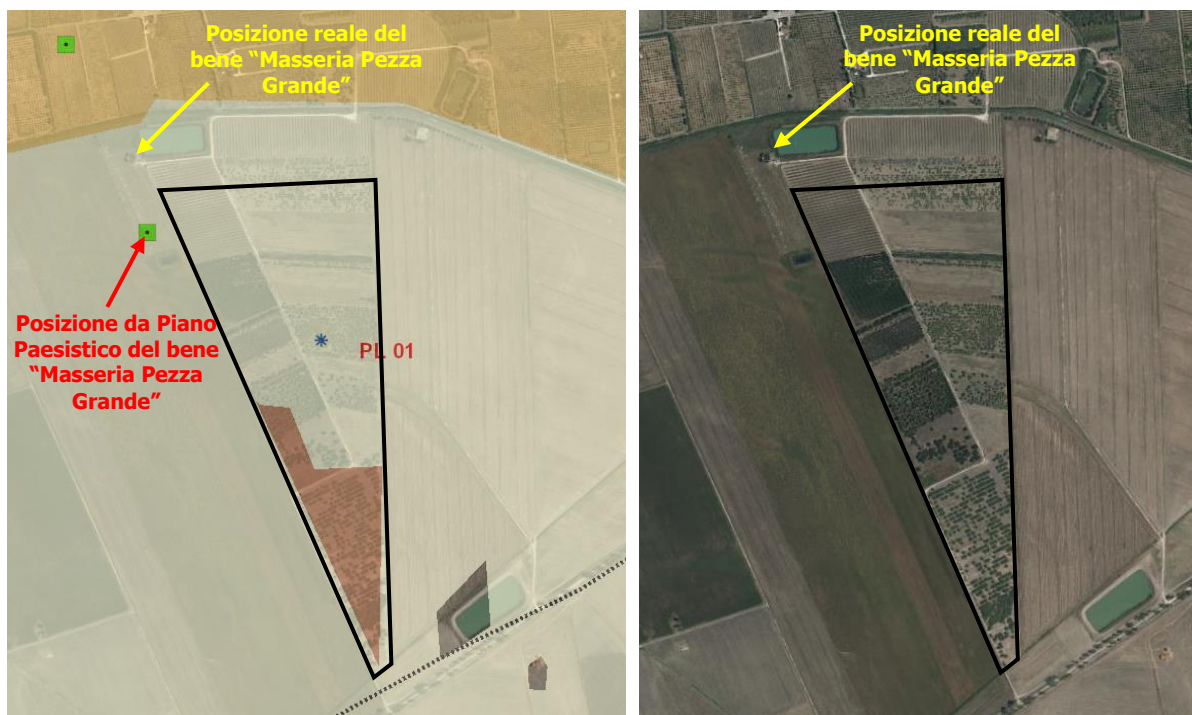 Posizione reale del
bene “Masseria Pezza
Grande”
Posizione da Piano
Paesistico del bene
“Masseria Pezza
Grande”
PL 01
Posizione reale del
bene “Masseria Pezza
Grande”